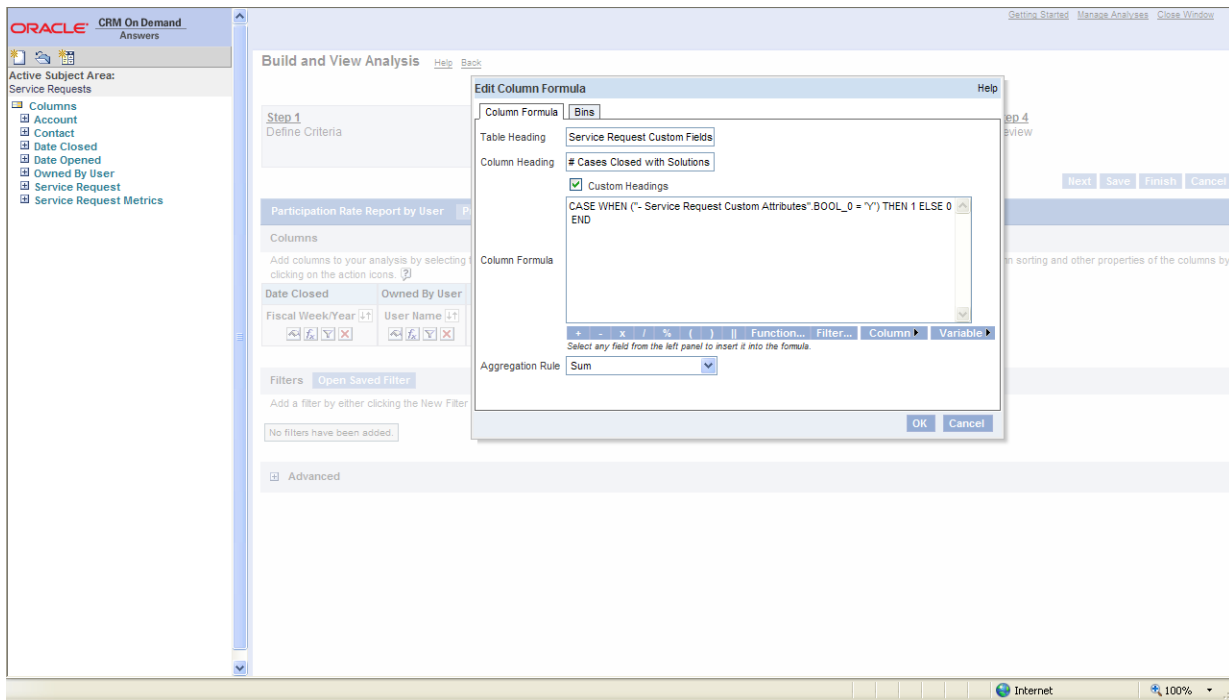 Getting Started Manage Analyses Close Window
ORACLE CRM On Demand
Answers
Active Subject Area:
Service Requests
Columns
Account
Contact
Date Closed
Date Opened
Owned By User
Service Request
Service Request Metrics
Build and View Analysis Help Back
Step 1
Define Criteria
ep 4
eview
Next Save Finish Cancel
Participation Rate Report by User P
Columns
Add columns to your analysis by selecting
clicking on the action icons.
n sorting and other properties of the columns by
Date Closed Owned By User
Fiscal Week/Year User Name
Filters Open Saved Filter
Add a filter by either clicking the New Filter
No filters have been added.
Advanced
Edit Column Formula Help
Column Formula Bins
Table Heading Service Request Custom Fields
Column Heading # Cases Closed with Solutions
Custom Headings
Column Formula
CASE WHEN ("- Service Request Custom Attributes".BOOL_0 = 'Y') THEN 1 ELSE 0
END
+ - x / % ( ) || Function... Filter... Column Variable
Select any field from the left panel to insert it into the formula.
Aggregation Rule Sum
OK Cancel
Internet 100%